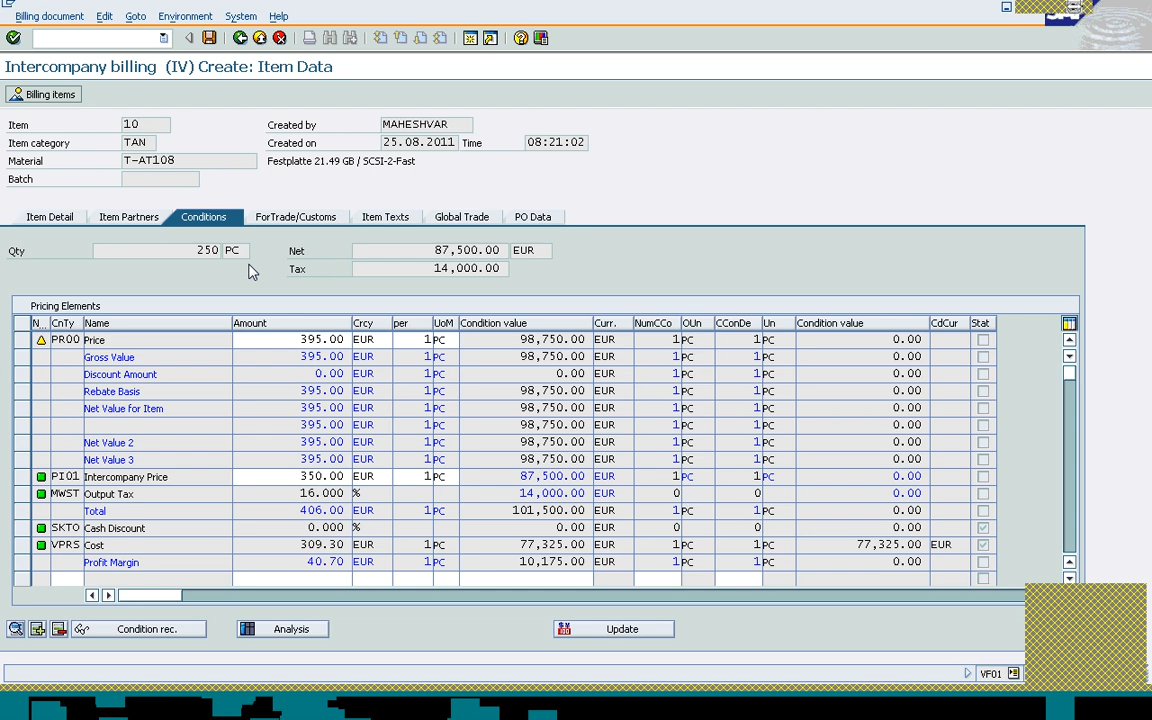 Billing document Edit Goto Environment System Help
Intercompany billing (IV) Create: Item Data
Billing items
Item 10 Created by MAHESHVAR
Item category TAN Created on 25.08.2011 Time 08:21:02
Material T-AT108 Festplatte 21.49 GB / SCSI-2-Fast
Batch
Item Detail Item Partners Conditions ForTrade/Customs Item Texts Global Trade PO Data
Qty 250 PC Net 87,500.00 EUR
Tax 14,000.00
Pricing Elements
N... CnTy Name Amount Crcy per UoM Condition value Curr. NumCCo OUn CConDe Un Condition value CdCur Stat
PR00 Price 395.00 EUR 1 PC 98,750.00 EUR 1 PC 1 PC 0.00
Gross Value 395.00 EUR 1 PC 98,750.00 EUR 1 PC 1 PC 0.00
Discount Amount 0.00 EUR 1 PC 0.00 EUR 1 PC 1 PC 0.00
Rebate Basis 395.00 EUR 1 PC 98,750.00 EUR 1 PC 1 PC 0.00
Net Value for Item 395.00 EUR 1 PC 98,750.00 EUR 1 PC 1 PC 0.00
395.00 EUR 1 PC 98,750.00 EUR 1 PC 1 PC 0.00
Net Value 2 395.00 EUR 1 PC 98,750.00 EUR 1 PC 1 PC 0.00
Net Value 3 395.00 EUR 1 PC 98,750.00 EUR 1 PC 1 PC 0.00
PI01 Intercompany Price 350.00 EUR 1 PC 87,500.00 EUR 1 PC 1 PC 0.00
MWST Output Tax 16.000 % 14,000.00 EUR 0 0 0.00
Total 406.00 EUR 1 PC 101,500.00 EUR 1 PC 1 PC 0.00
SKTO Cash Discount 0.000 % 0.00 EUR 0 0 0.00
VPRS Cost 309.30 EUR 1 PC 77,325.00 EUR 1 PC 1 PC 77,325.00 EUR
Profit Margin 40.70 EUR 1 PC 10,175.00 EUR 1 PC 1 PC 0.00
Condition rec. Analysis Update
VF01